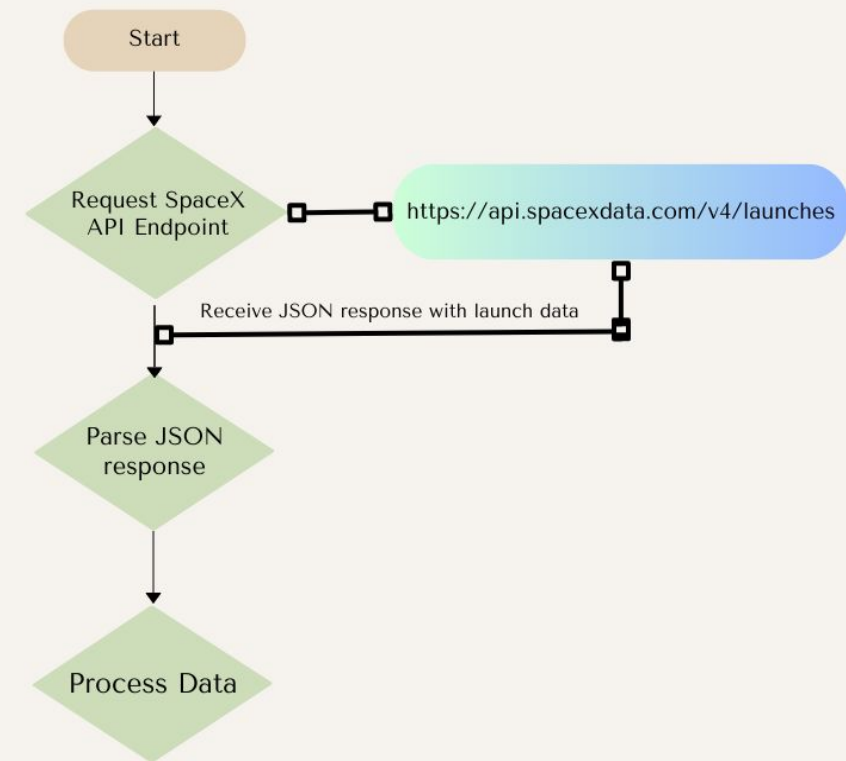 Start
Request SpaceX
API Endpoint
https://api.spacexdata.com/v4/launches
Receive JSON response with launch data
Parse JSON
response
Process Data